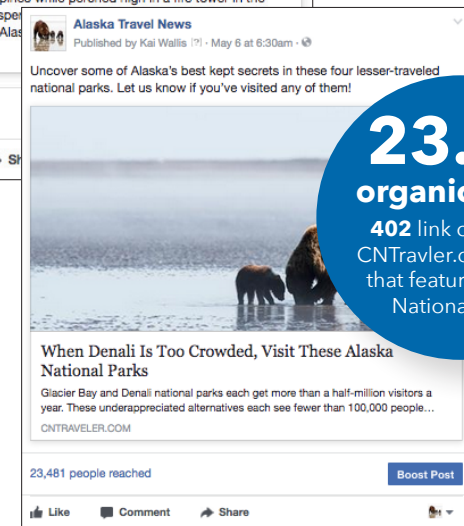 Alaska Travel News
Published by Kai Wallis [?] · May 6 at 6:30am ·
Uncover some of Alaska's best kept secrets in these four lesser-traveled
national parks. Let us know if you've visited any of them!
23.
organic
402 link
CNTravler.
that featur
National
When Denali Is Too Crowded, Visit These Alaska
National Parks
Glacier Bay and Denali national parks each get more than a half-million visitors a
year. These underappreciated alternatives each see fewer than 100,000 people...
CNTRAVELER.COM
23,481 people reached
Boost Post
Like Comment Share